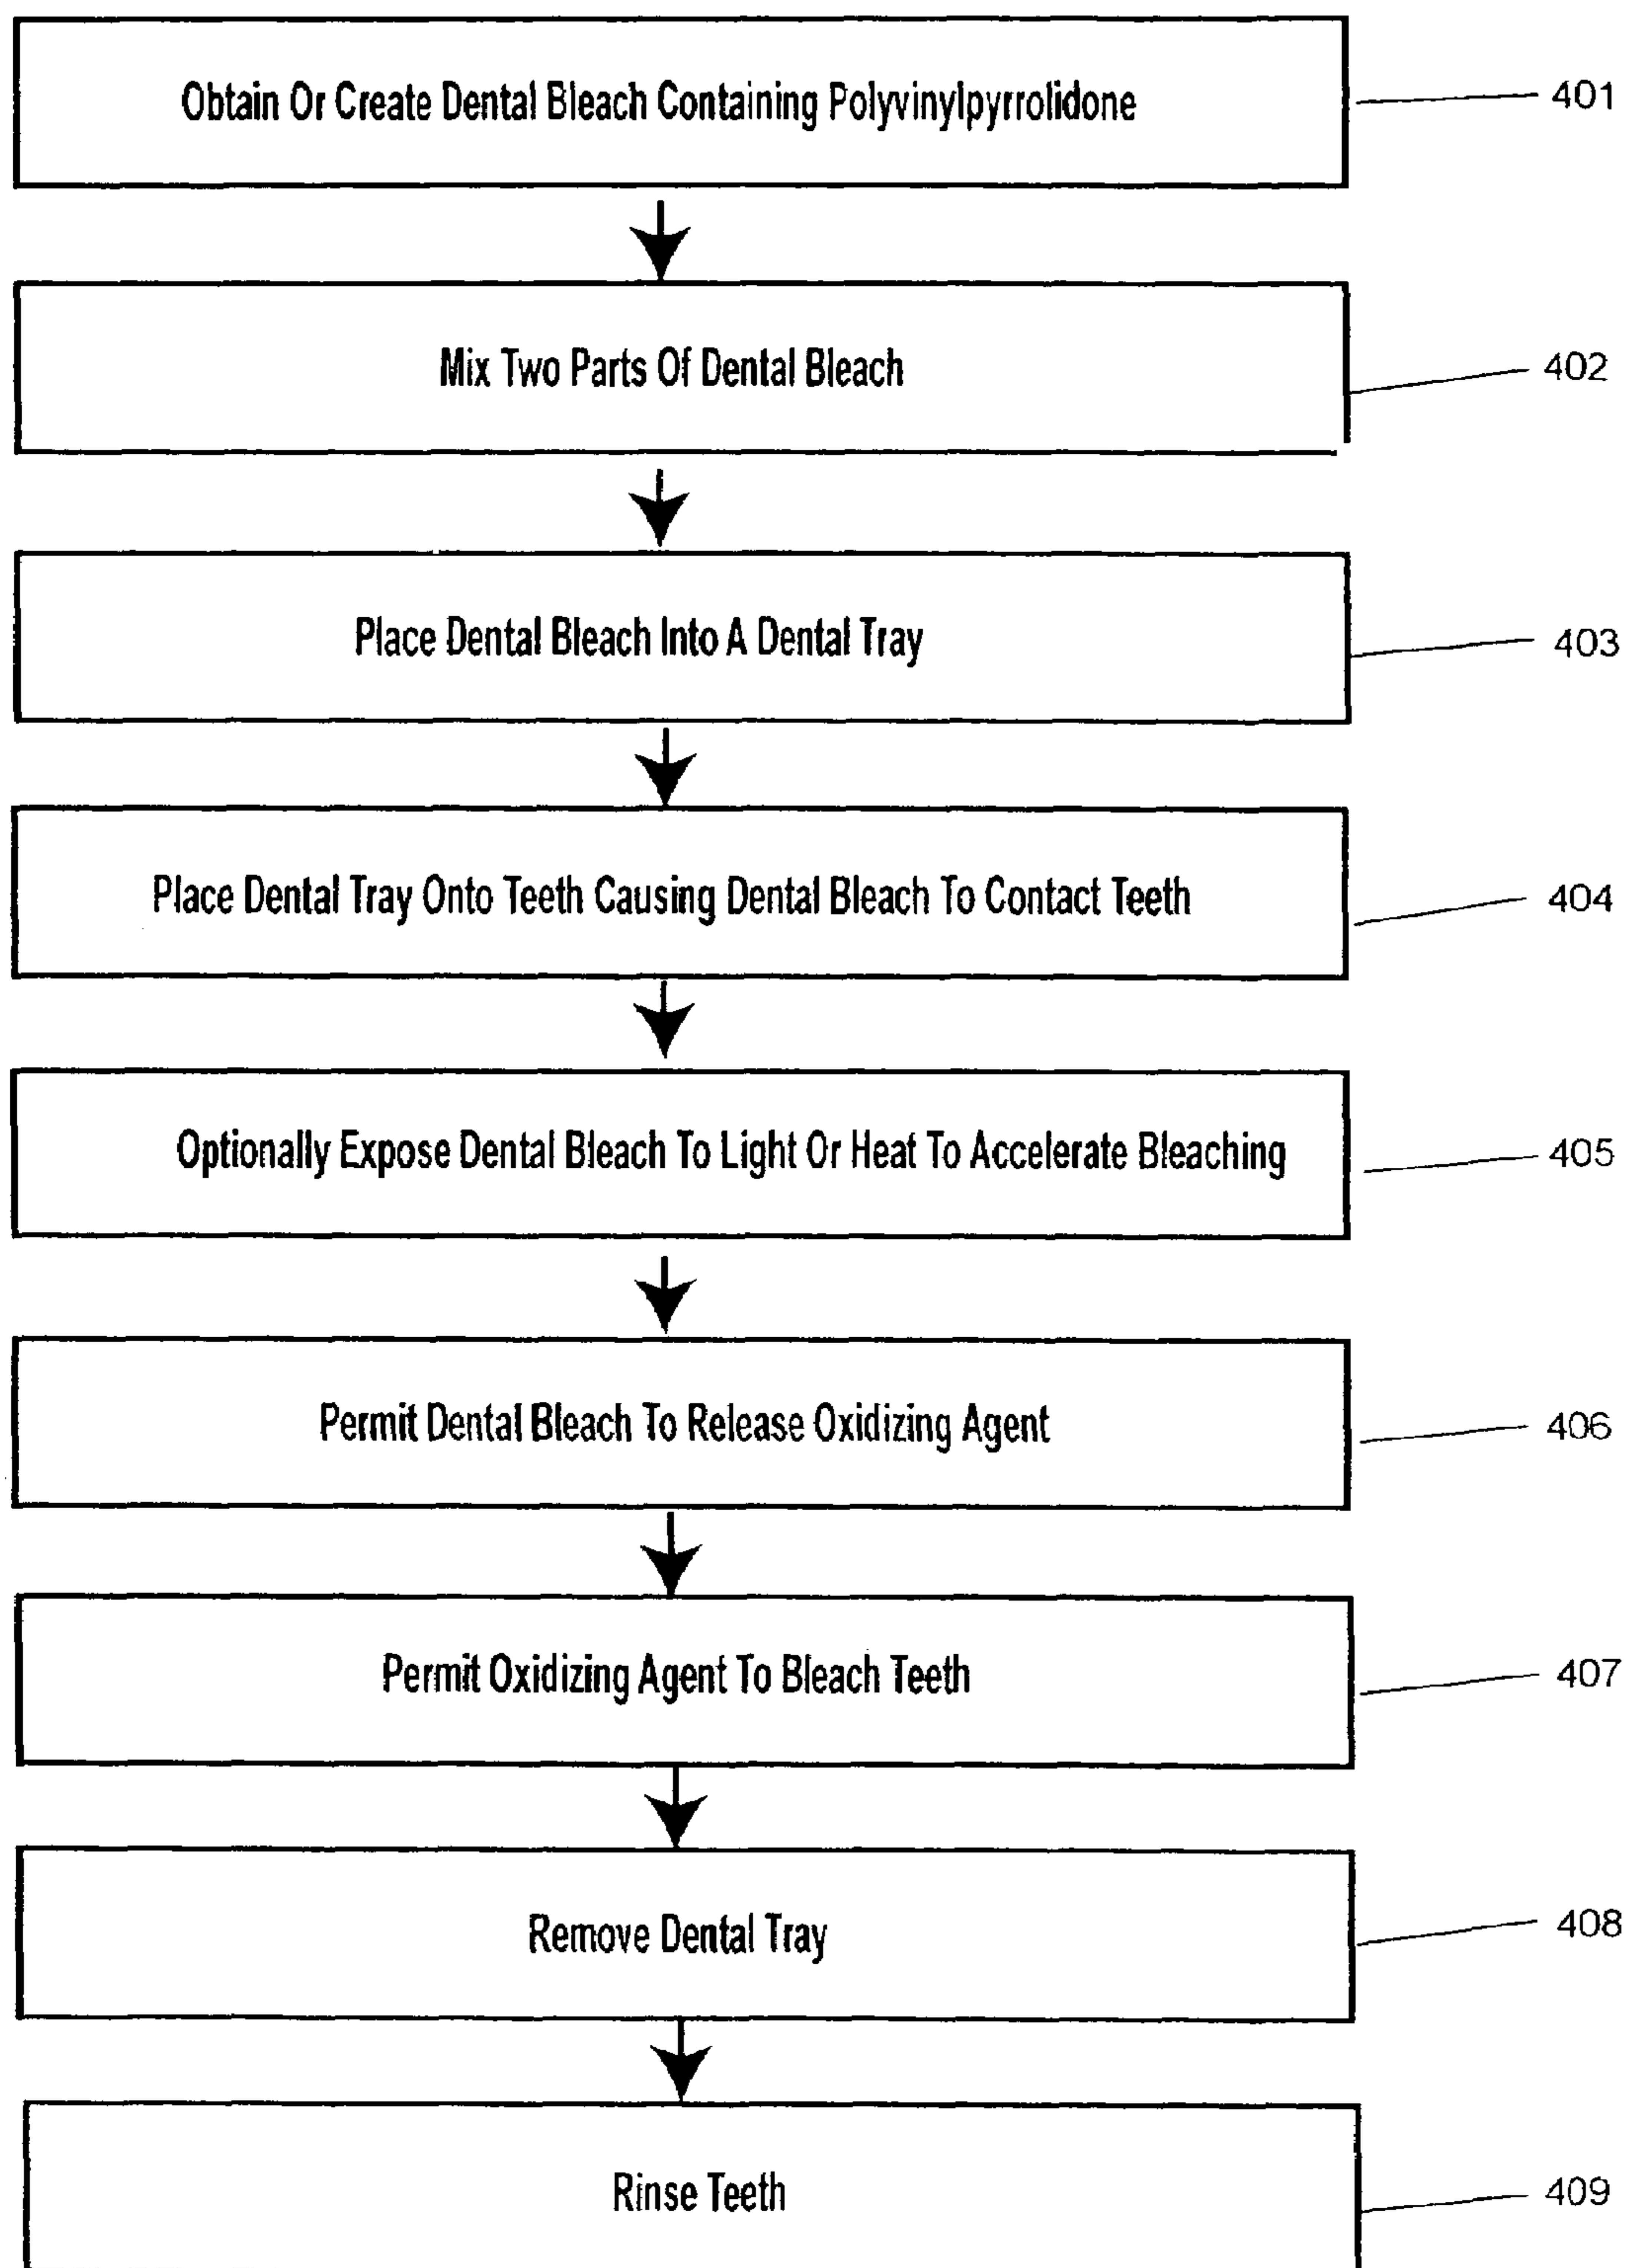 Obtain Or Create Dental Bleach Containing Polyvinylpyrrolidone
401
Mix Two Parts Of Dental Bleach
402
Place Dental Bleach Into A Dental Tray
403
Place Dental Tray Onto Teeth Causing Dental Bleach To Contact Teeth
404
Optionally Expose Dental Bleach To Light Or Heat To Accelerate Bleaching
405
Permit Dental Bleach To Release Oxidizing Agent
406
Permit Oxidizing Agent To Bleach Teeth
407
Remove Dental Tray
408
Rinse Teeth
409